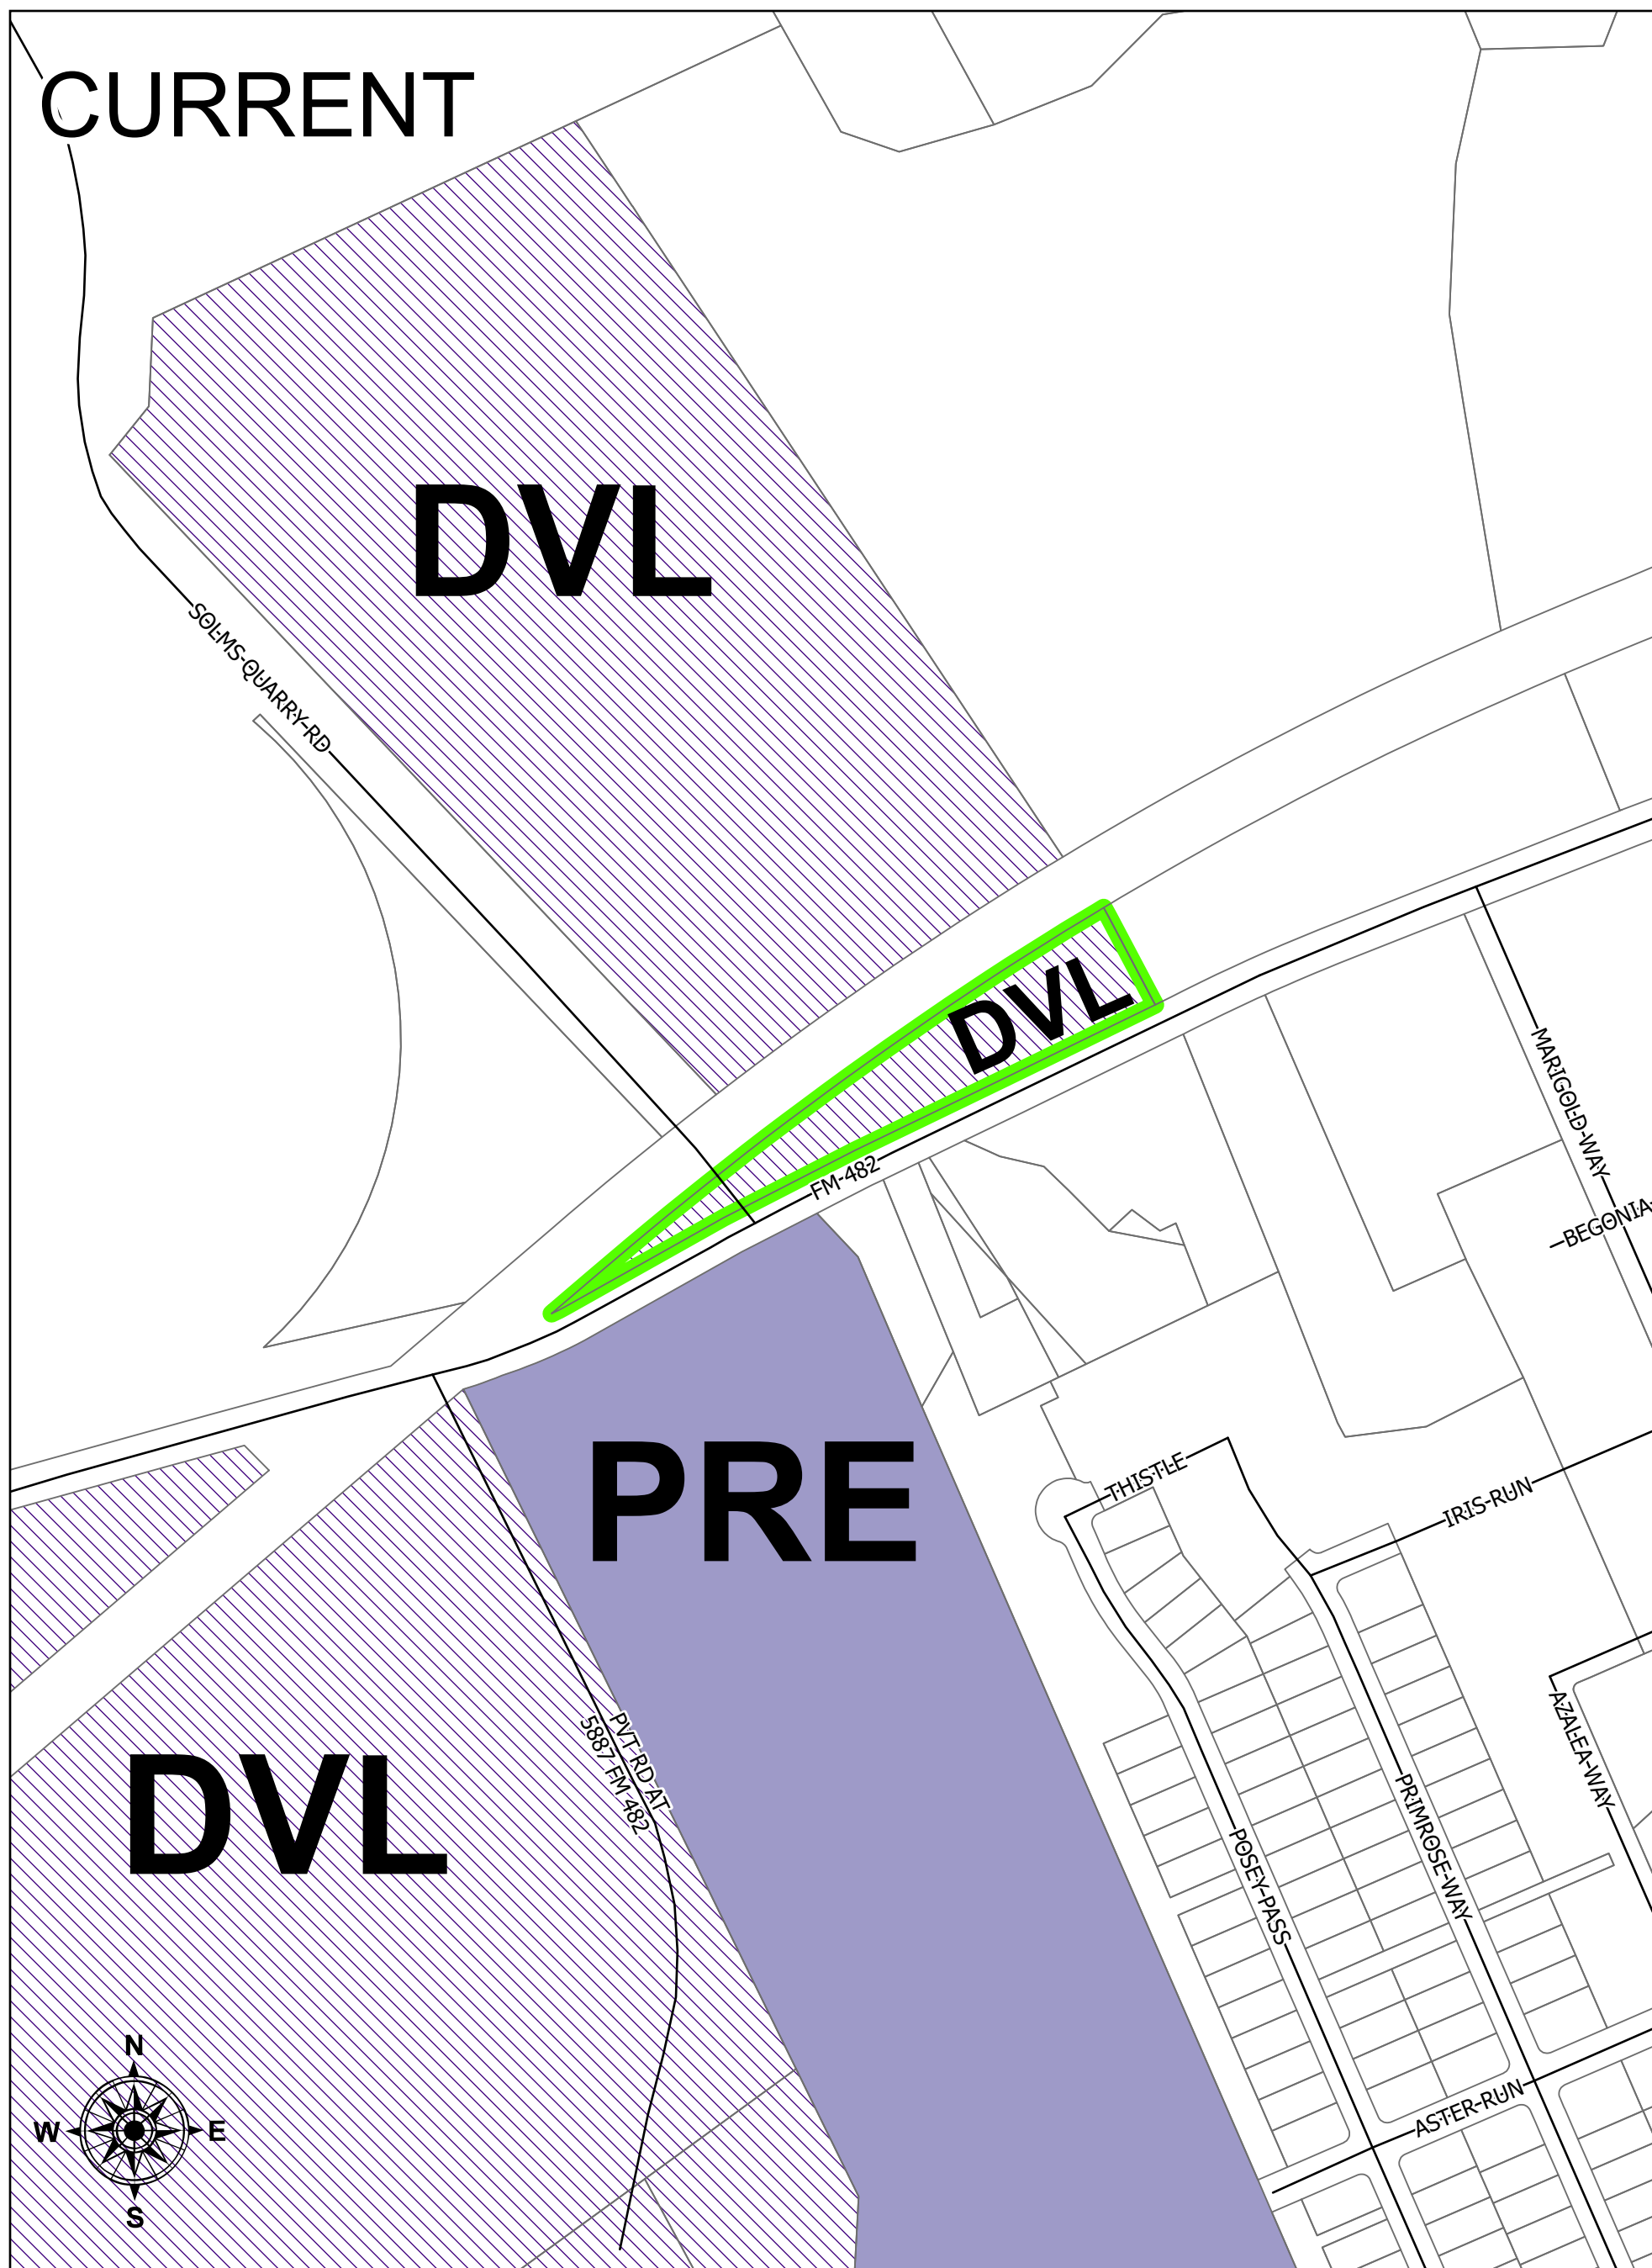 CURRENT
DVL
SOLMS-QUARRY-RD
DVL
FM-482
MARIGOLD-WAY
BEGONIA
PRE
THISTLE
IRIS-RUN
AZALEA-WAY
PVT RD AT
5887 FM 482
DVL
PRIMROSE-WAY
POSEY-PASS
N
W E
S
ASTER-RUN